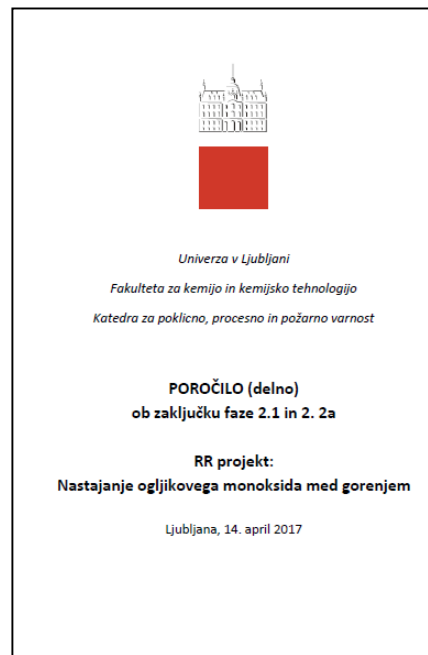 Univerza v Ljubljani
Fakulteta za kemijo in kemijsko tehnologijo
Katedra za poklicno, procesno in požarno varnost
POROČILO (delno)
ob zaključku faze 2.1 in 2. 2a
RR projekt:
Nastajanje ogljikovega monoksida med gorenjem
Ljubljana, 14. april 2017